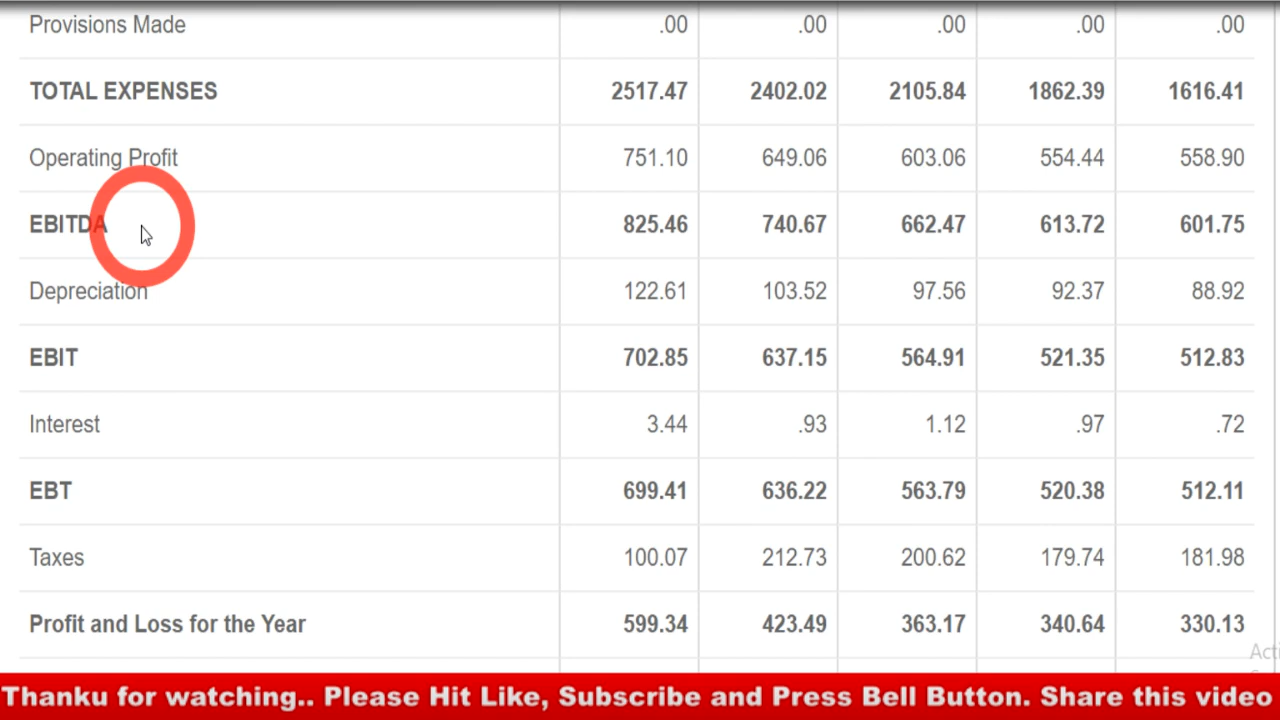 Provisions Made .00 .00 .00 .00 .00
TOTAL EXPENSES 2517.47 2402.02 2105.84 1862.39 1616.41
Operating Profit 751.10 649.06 603.06 554.44 558.90
EBITDA 825.46 740.67 662.47 613.72 601.75
Depreciation 122.61 103.52 97.56 92.37 88.92
EBIT 702.85 637.15 564.91 521.35 512.83
Interest 3.44 .93 1.12 .97 .72
EBT 699.41 636.22 563.79 520.38 512.11
Taxes 100.07 212.73 200.62 179.74 181.98
Profit and Loss for the Year 599.34 423.49 363.17 340.64 330.13
Acti
Thanku for watching.. Please Hit Like, Subscribe and Press Bell Button. Share this video